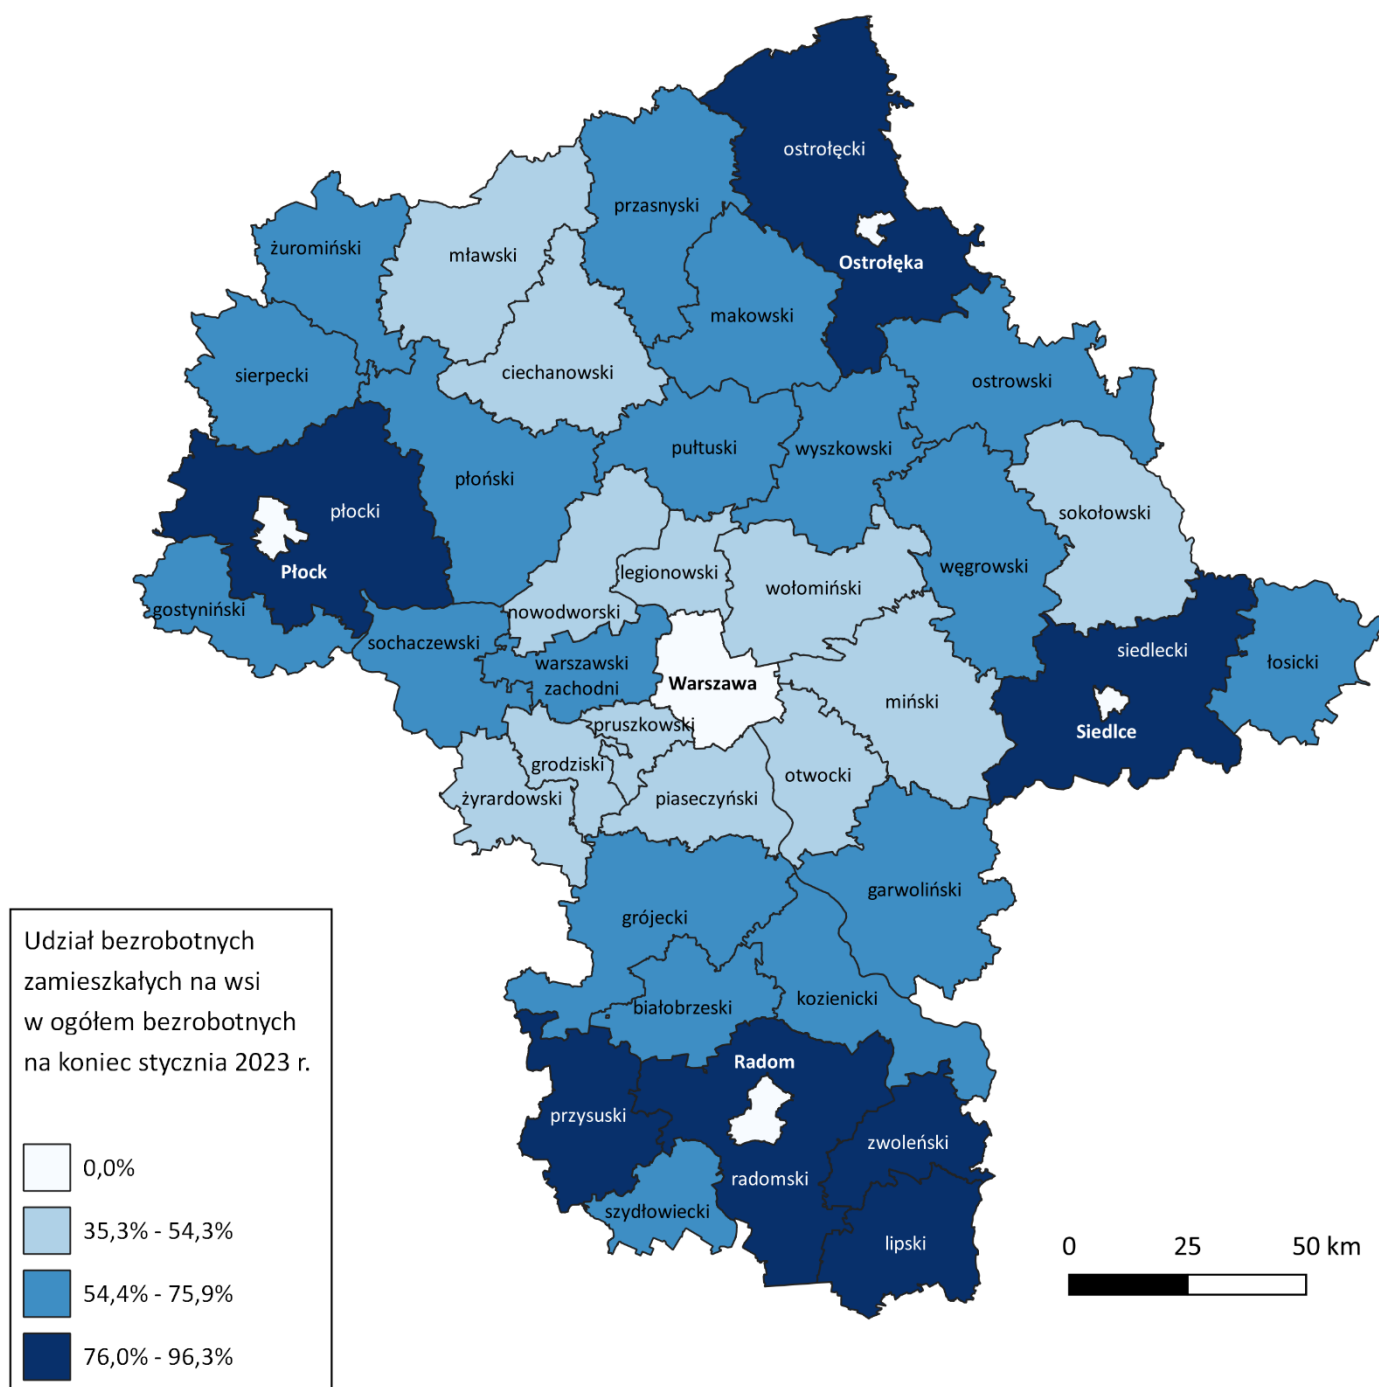 ostrołęcki
przasnyski
Ostrołęka
żuromiński
mławski
makowski
ciechanowski
sierpecki
ostrowski
pułtuski
wyszkowski
płoński
płocki
sokołowski
Płock
legionowski
wołomiński
węgrowski
gostyniński
nowodworski
sochaczewski
warszawski
zachodni
siedlecki
łosicki
Warszawa
miński
pruszkowski
Siedlce
grodziski
otwocki
żyrardowski
piaseczyński
garwoliński
grójecki
białobrzeski
kozienicki
Radom
przysuski
zwoleński
radomski
szydłowiecki
lipski
Udział bezrobotnych
zamieszkałych na wsi
w ogółem bezrobotnych
na koniec stycznia 2023 r.
0,0%
35,3% - 54,3%
54,4% - 75,9%
76,0% - 96,3%
0 25 50 km